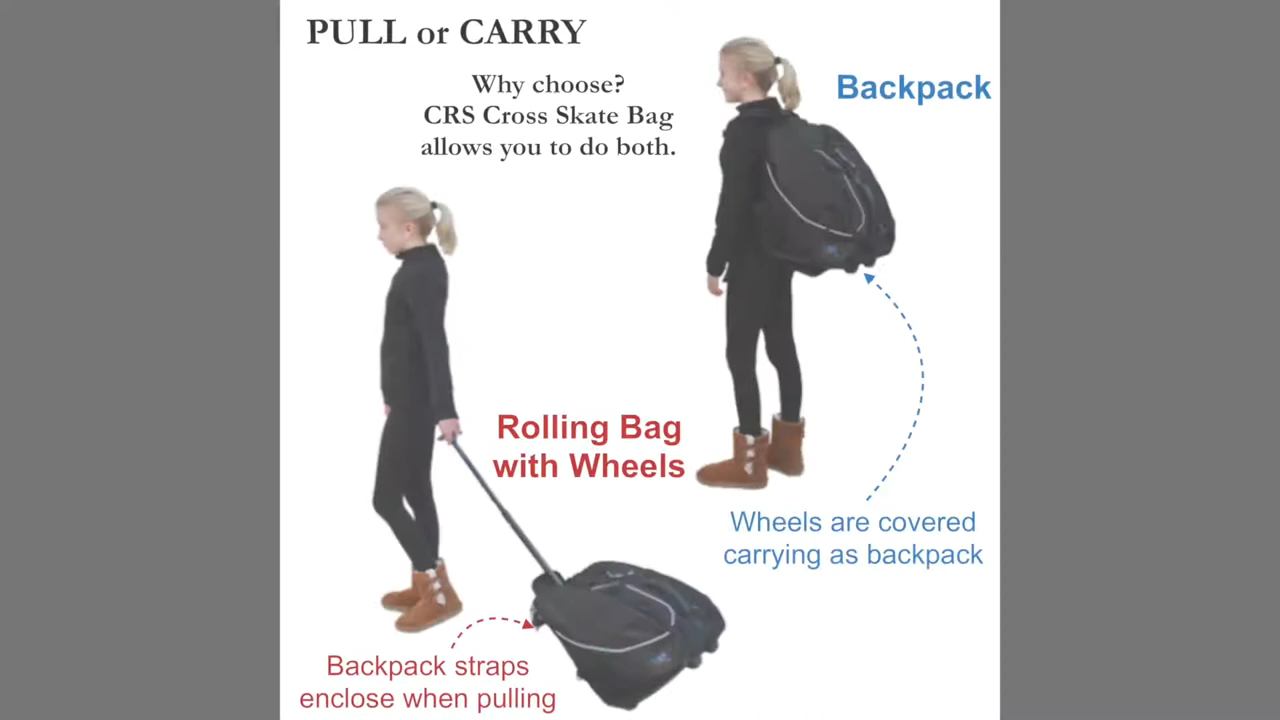 PULL or CARRY
Why choose?
CRS Cross Skate Bag
allows you to do both.
Backpack
Rolling Bag
with Wheels
Wheels are covered
carrying as backpack
Backpack straps
enclose when pulling